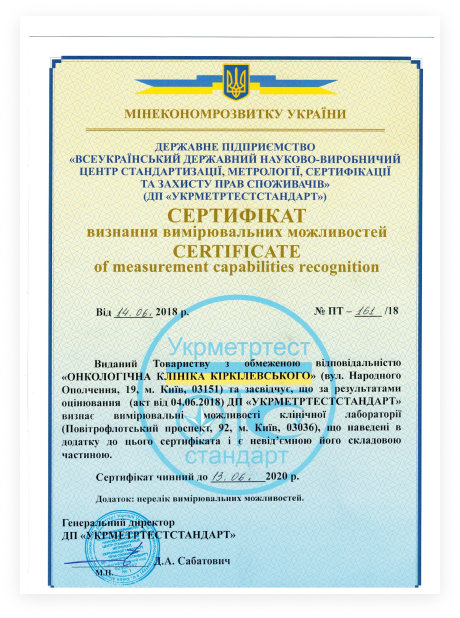 МІНЕКОНОМРОЗВИТКУ УКРАЇНИ
ДЕРЖАВНЕ ПІДПРИЄМСТВО
«ВСЕУКРАЇНСЬКИЙ ДЕРЖАВНИЙ НАУКОВО-ВИРОБНИЧИЙ
ЦЕНТР СТАНДАРТИЗАЦІЇ, МЕТРОЛОГІЇ, СЕРТИФІКАЦІЇ
ТА ЗАХИСТУ ПРАВ СПОЖИВАЧІВ»
(ДП «УКРМЕТРТЕСТСТАНДАРТ»)
СЕРТИФІКАТ
визнання вимірювальних можливостей
CERTIFICATE
of measurement capabilities recognition
Від 14.06. 2018 р. № ПТ – 161 /18
Укрметртест
Виданий Товариству з обмеженою відповідальністю
«ОНКОЛОГІЧНА КЛІНІКА КІРКІЛЕВСЬКОГО» (вул. Народного
Ополчення, 19, м. Київ, 03151) та засвідчує, що за результатами
оцінювання (акт від 04.06.2018) ДП «УКРМЕТРТЕСТСТАНДАРТ»
визнає вимірювальні можливості клінічної лабораторії
(Повітрофлотський проспект, 92, м. Київ, 03036), що наведені в
додатку до цього сертифіката і є невід’ємною його складовою
частиною.
стандарт
Сертифікат чинний до 13.06. 2020 р.
Додаток: перелік вимірювальних можливостей.
Генеральний директор
ДП «УКРМЕТРТЕСТСТАНДАРТ»
Д.А. Сабатович
М.П.